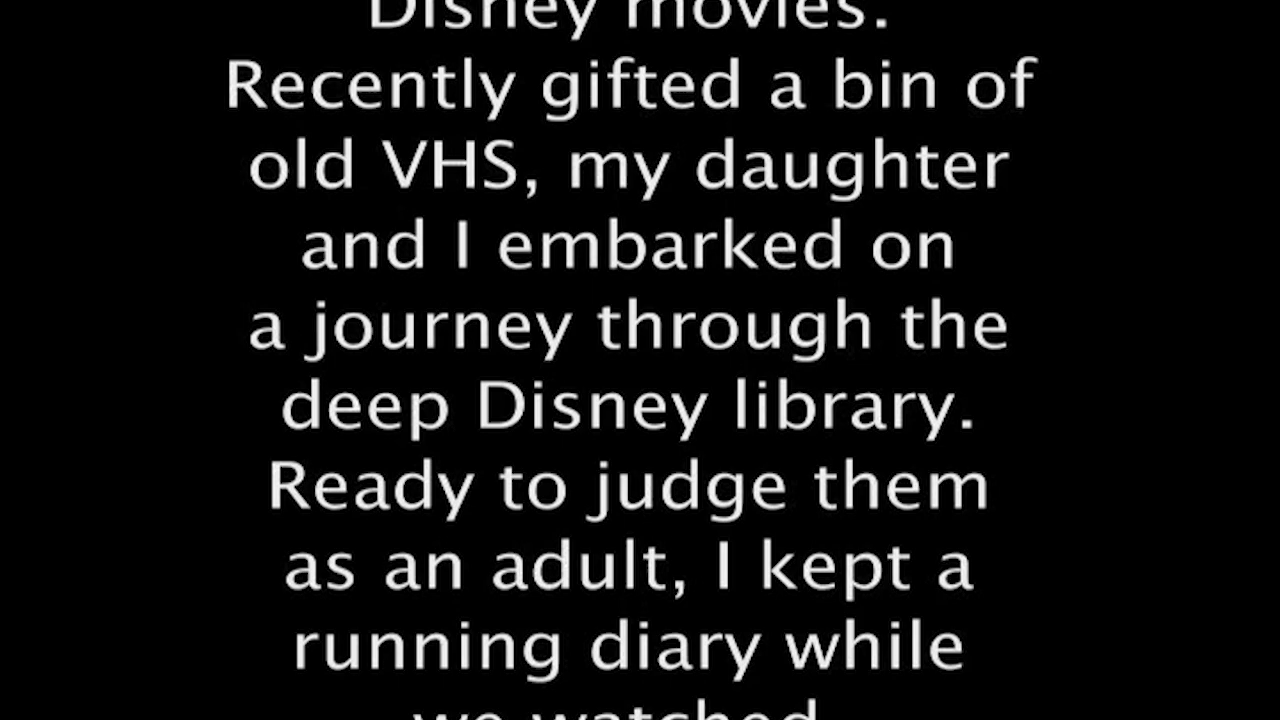 Disney movies.
Recently gifted a bin of
old VHS, my daughter
and I embarked on
a journey through the
deep Disney library.
Ready to judge them
as an adult, I kept a
running diary while
we watched